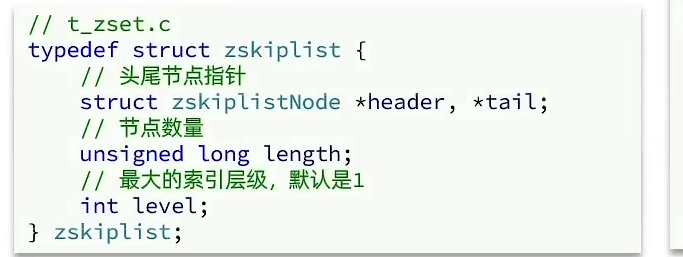 // t_zset.c
typedef struct zskiplist {
    // 头尾节点指针
    struct zskiplistNode *header, *tail;
    // 节点数量
    unsigned long length;
    // 最大的索引层级，默认是1
    int level;
} zskiplist;